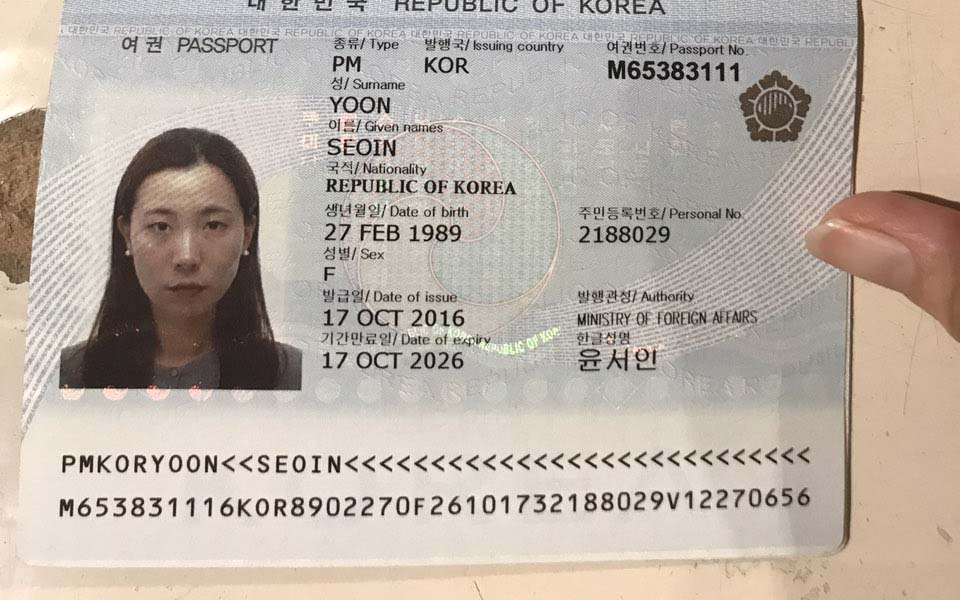 대한민국 REPUBLIC OF KOREA
여권 PASSPORT
종류/ Type 발행국/ Issuing country 여권번호/ Passport No.
PM KOR M65383111
성/ Surname
YOON
이름/ Given names
SEOIN
국적/ Nationality
REPUBLIC OF KOREA
생년월일/ Date of birth 주민등록번호/ Personal No.
27 FEB 1989 2188029
성별/ Sex
F
발급일/ Date of issue 발행관청/ Authority
17 OCT 2016 MINISTRY OF FOREIGN AFFAIRS
기간만료일/ Date of expiry 한글성명
17 OCT 2026 윤서인
PMKORYOON<<SEOIN<<<<<<<<<<<<<<<<<<<<<<<<<<<<
M653831116KOR8902270F26101732188029V12270656